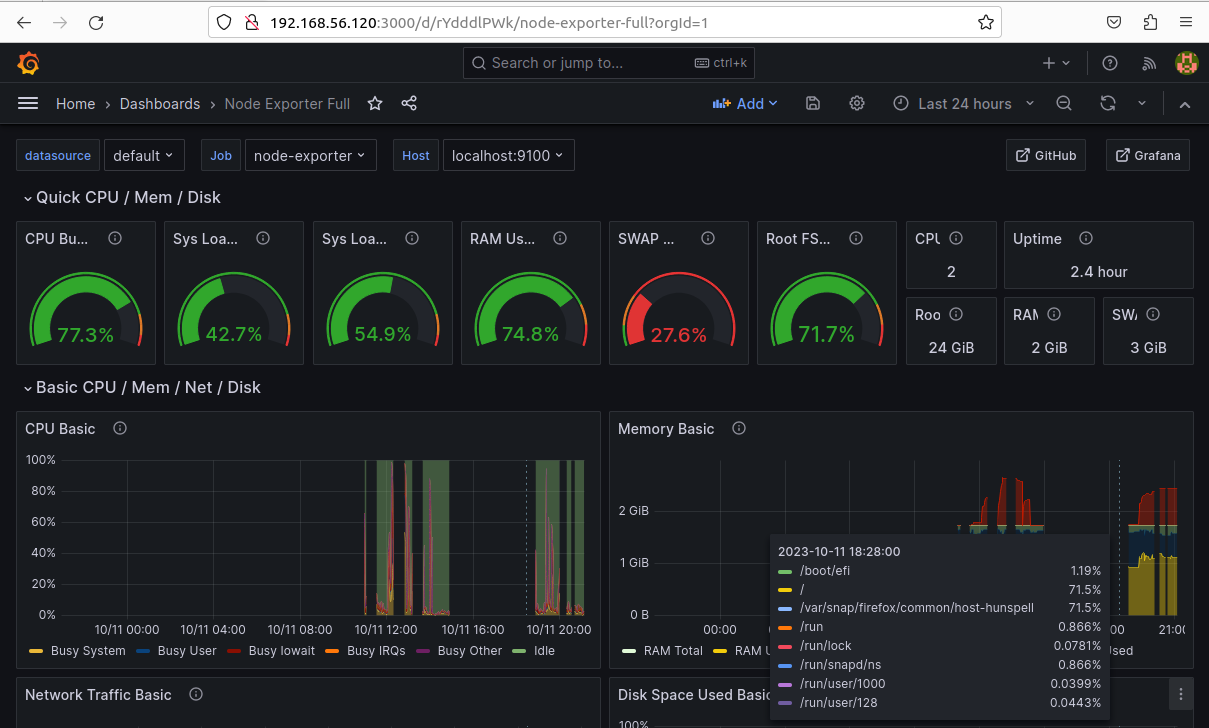 192.168.56.120:3000/d/rYdddlPWk/node-exporter-full?orgId=1
Search or jump to... ctrl+k
Home › Dashboards › Node Exporter Full Add Last 24 hours
datasource default Job node-exporter Host localhost:9100 GitHub Grafana
Quick CPU / Mem / Disk
CPU Bu... Sys Loa... Sys Loa... RAM Us... SWAP ... Root FS... CPU Uptime
2 2.4 hour
77.3% 42.7% 54.9% 74.8% 27.6% 71.7%
Roo RAM SWA
24 GiB 2 GiB 3 GiB
Basic CPU / Mem / Net / Disk
CPU Basic
100%
80%
60%
40%
20%
0%
10/11 00:00 10/11 04:00 10/11 08:00 10/11 12:00 10/11 16:00 10/11 20:00
Busy System Busy User Busy Iowait Busy IRQs Busy Other Idle
Memory Basic
2 GiB
1 GiB
0 B
00:00 :00 21:00
RAM Total RAM U sed
2023-10-11 18:28:00
/boot/efi 1.19%
/ 71.5%
/var/snap/firefox/common/host-hunspell 71.5%
/run 0.866%
/run/lock 0.0781%
/run/snapd/ns 0.866%
/run/user/1000 0.0399%
/run/user/128 0.0443%
Network Traffic Basic
Disk Space Used Basic
100%